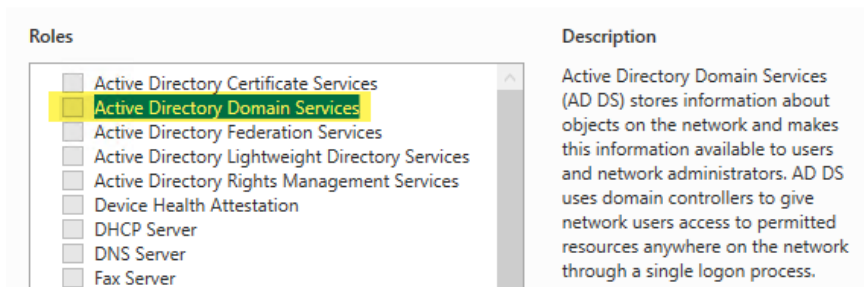 Roles
Active Directory Certificate Services
Active Directory Domain Services
Active Directory Federation Services
Active Directory Lightweight Directory Services
Active Directory Rights Management Services
Device Health Attestation
DHCP Server
DNS Server
Fax Server
Description
Active Directory Domain Services
(AD DS) stores information about
objects on the network and makes
this information available to users
and network administrators. AD DS
uses domain controllers to give
network users access to permitted
resources anywhere on the network
through a single logon process.